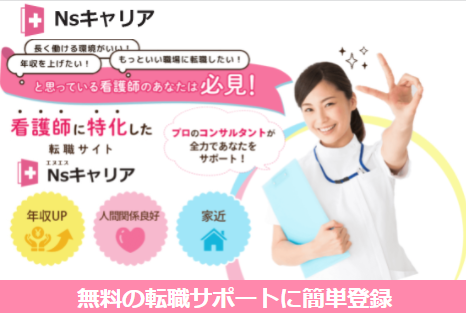 Nsキャリア
長く働ける環境がいい！
年収を上げたい！
もっといい職場に転職したい！
と思っている看護師のあなたは必見！
看護師に特化した
転職サイト
エヌエス
Nsキャリア
プロのコンサルタントが
全力であなたを
サポート！
年収UP
人間関係良好
家近
無料の転職サポートに簡単登録